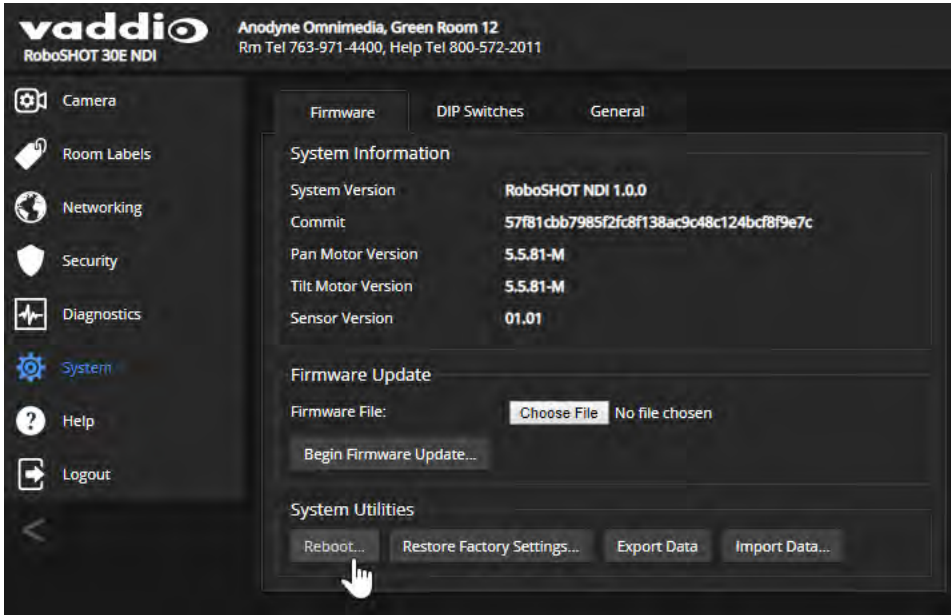 vaddio
RoboSHOT 30E NDI
Anodyne Omnimedia, Green Room 12
Rm Tel 763-971-4400, Help Tel 800-572-2011
Camera
Room Labels
Networking
Security
Diagnostics
System
Help
Logout
Firmware DIP Switches General
System Information
System Version RoboSHOT NDI 1.0.0
Commit 57f81cbb7985f2fc8f138ac9c48c124bcf8f9e7c
Pan Motor Version 5.5.81-M
Tilt Motor Version 5.5.81-M
Sensor Version 01.01
Firmware Update
Firmware File: Choose File No file chosen
Begin Firmware Update...
System Utilities
Reboot... Restore Factory Settings... Export Data Import Data...